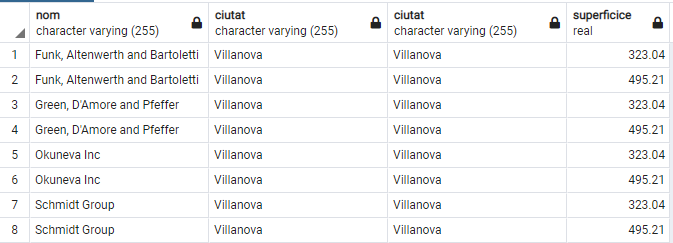 nom ciutat ciutat superficice
character varying (255) character varying (255) character varying (255) real
1 Funk, Altenwerth and Bartoletti Villanova Villanova 323.04
2 Funk, Altenwerth and Bartoletti Villanova Villanova 495.21
3 Green, D'Amore and Pfeffer Villanova Villanova 323.04
4 Green, D'Amore and Pfeffer Villanova Villanova 495.21
5 Okuneva Inc Villanova Villanova 323.04
6 Okuneva Inc Villanova Villanova 495.21
7 Schmidt Group Villanova Villanova 323.04
8 Schmidt Group Villanova Villanova 495.21